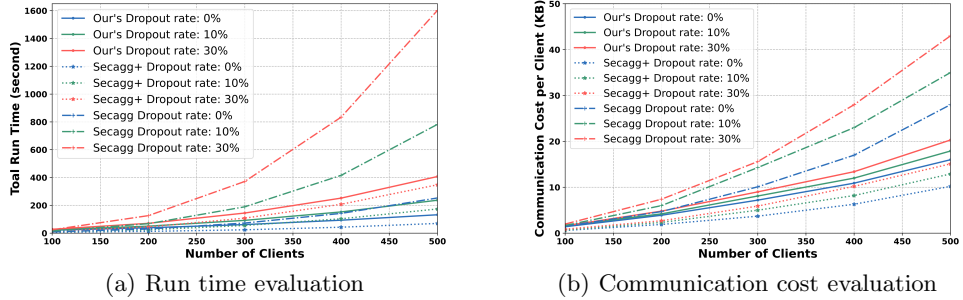 Our's Dropout rate: 0%
Our's Dropout rate: 10%
Our's Dropout rate: 30%
Secagg+ Dropout rate: 0%
Secagg+ Dropout rate: 10%
Secagg+ Dropout rate: 30%
Secagg Dropout rate: 0%
Secagg Dropout rate: 10%
Secagg Dropout rate: 30%
Toal Run Time (second)
1600
1400
1200
1000
800
600
400
200
0
100 150 200 250 300 350 400 450 500
Number of Clients
(a) Run time evaluation
Our's Dropout rate: 0%
Our's Dropout rate: 10%
Our's Dropout rate: 30%
Secagg+ Dropout rate: 0%
Secagg+ Dropout rate: 10%
Secagg+ Dropout rate: 30%
Secagg Dropout rate: 0%
Secagg Dropout rate: 10%
Secagg Dropout rate: 30%
Communication Cost per Client (KB)
50
40
30
20
10
0
100 150 200 250 300 350 400 450 500
Number of Clients
(b) Communication cost evaluation